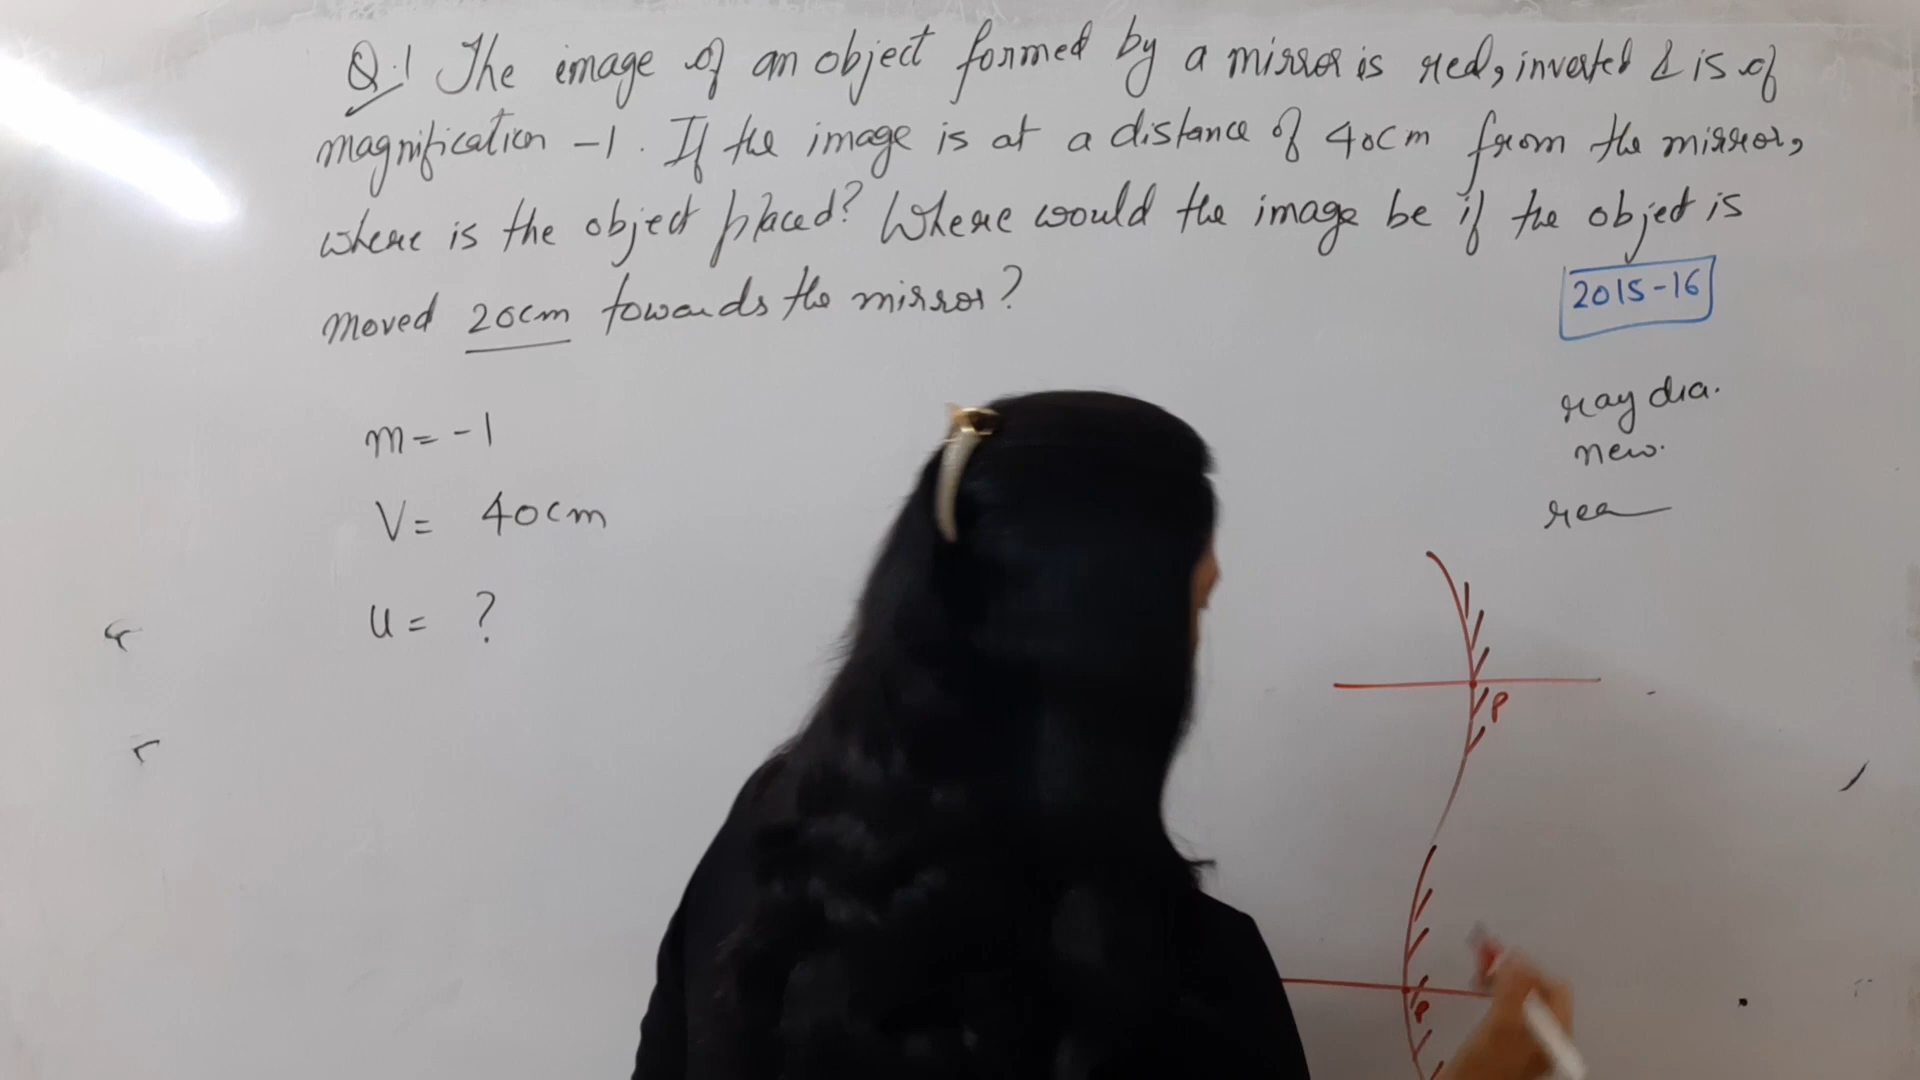 Q.1 The image of an object formed by a mirror is real, inverted & is of
magnification -1. If the image is at a distance of 40cm from the mirror,
where is the object placed? Where would the image be if the object is
moved 20cm towards the mirror?
2015-16
m = -1
V = 40cm
u = ?
ray dia.
new.
rea
P
P